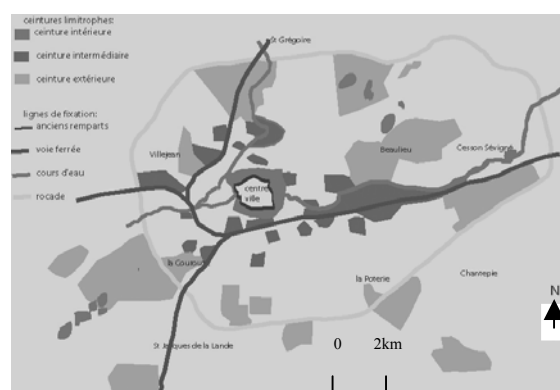 ceintures limitrophes:
ceinture intérieure
ceinture intermédiaire
ceinture extérieure
lignes de fixation:
anciens remparts
voie ferrée
cours d'eau
rocade
St Grégoire
Villejean
Beaulieu
Cesson Sévigné
centre
ville
la Courrouze
la Poterie
Chantepie
St Jacques de la Lande
N
0 2km